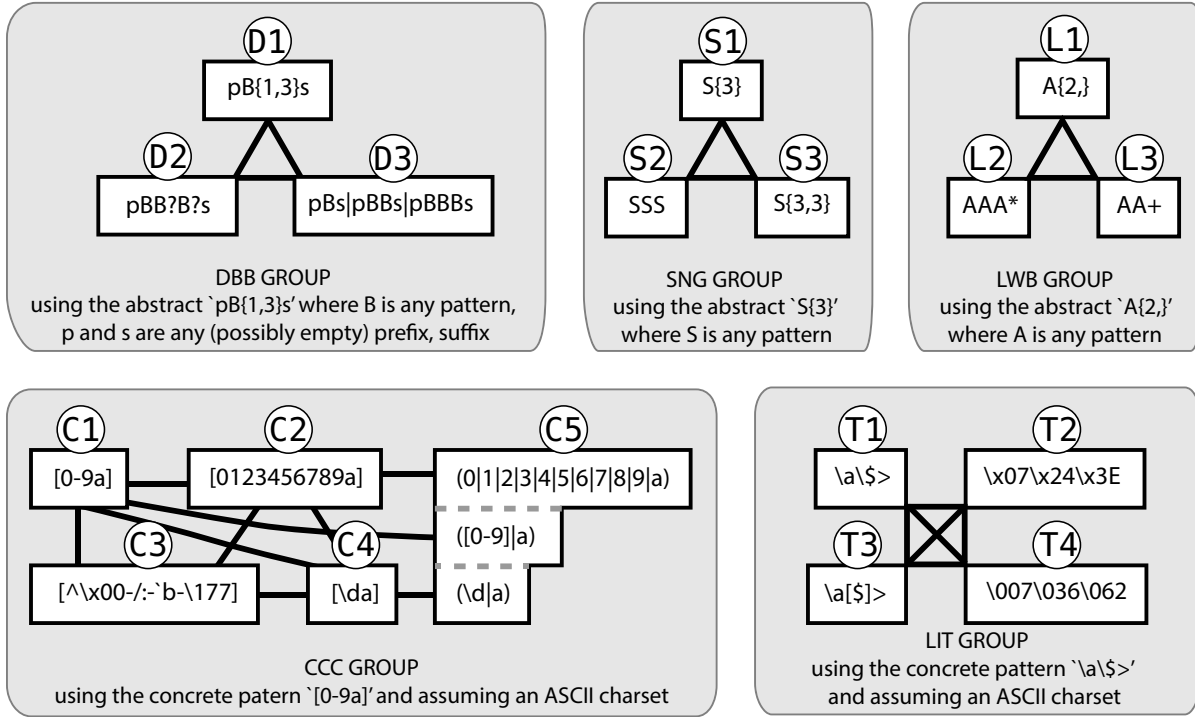 D1
pB{1,3}s
D2
D3
pBB?B?s
pBs|pBBs|pBBBs
DBB GROUP
using the abstract `pB{1,3}s' where B is any pattern,
p and s are any (possibly empty) prefix, suffix
S1
S{3}
S2
S3
SSS
S{3,3}
SNG GROUP
using the abstract `S{3}'
where S is any pattern
L1
A{2,}
L2
L3
AAA*
AA+
LWB GROUP
using the abstract `A{2,}'
where A is any pattern
C1
C2
C5
[0-9a]
[0123456789a]
(0|1|2|3|4|5|6|7|8|9|a)
([0-9]|a)
C3
C4
[^\x00-/:-`b-\177]
[\da]
(\d|a)
CCC GROUP
using the concrete patern `[0-9a]' and assuming an ASCII charset
T1
T2
\a\$>
\x07\x24\x3E
T3
T4
\a[$]>
\007\036\062
LIT GROUP
using the concrete pattern `\a\$>'
and assuming an ASCII charset